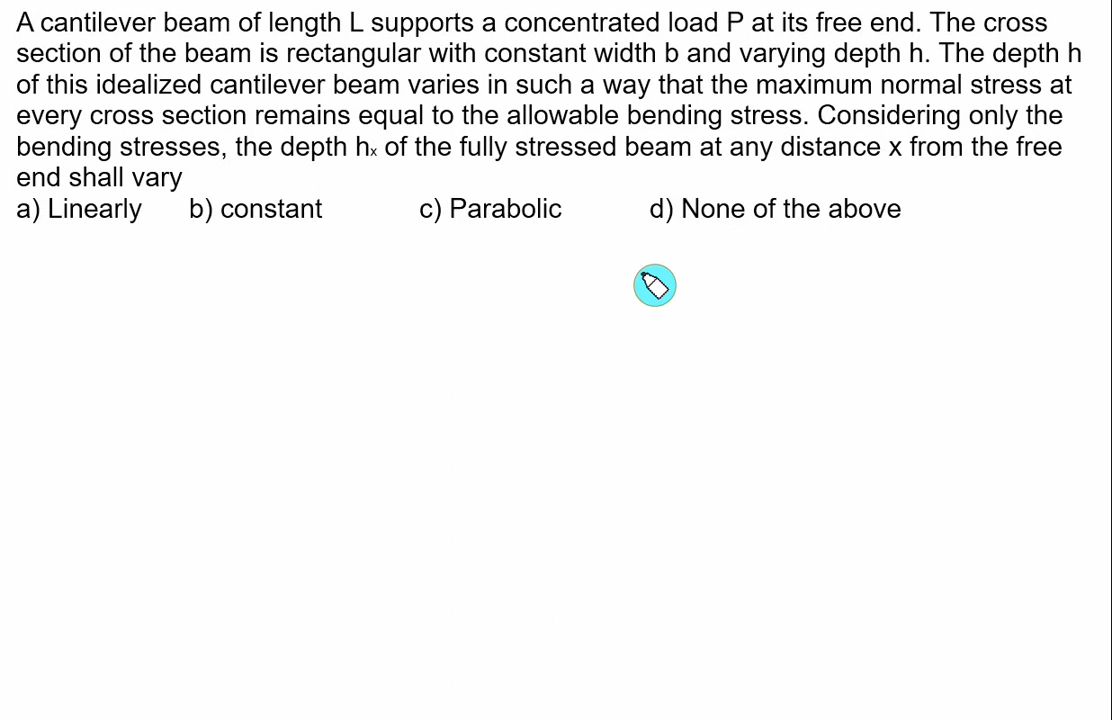 A cantilever beam of length L supports a concentrated load P at its free end. The cross
section of the beam is rectangular with constant width b and varying depth h. The depth h
of this idealized cantilever beam varies in such a way that the maximum normal stress at
every cross section remains equal to the allowable bending stress. Considering only the
bending stresses, the depth hₓ of the fully stressed beam at any distance x from the free
end shall vary
a) Linearly b) constant c) Parabolic d) None of the above